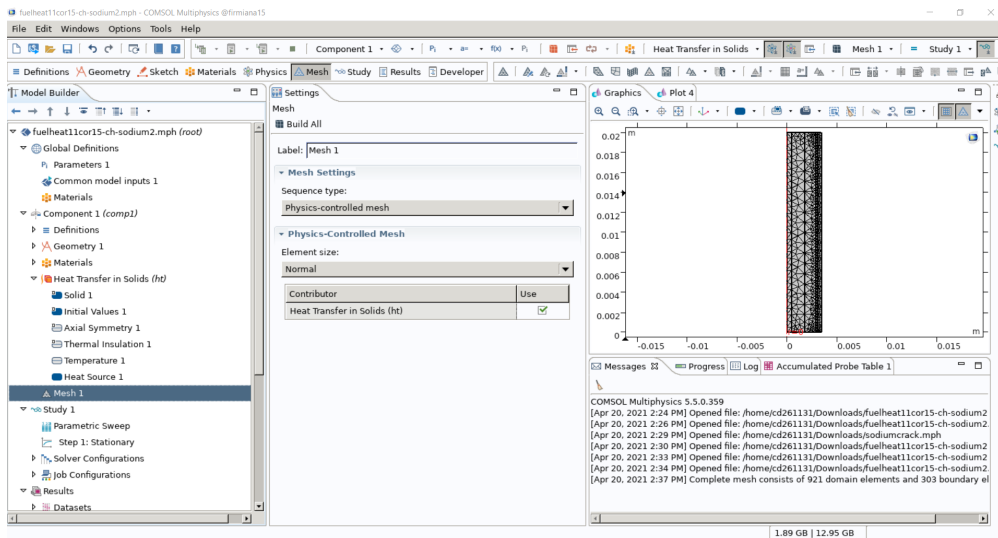 fuelheat11cor15-ch-sodium2.mph - COMSOL Multiphysics @firmiana15
File Edit Windows Options Tools Help
Component 1 Pi a= f(x) Pi Heat Transfer in Solids Mesh 1 = Study 1
Definitions Geometry Sketch Materials Physics Mesh Study Results Developer
Model Builder
fuelheat11cor15-ch-sodium2.mph (root)
Global Definitions
Pi Parameters 1
Common model inputs 1
Materials
Component 1 (comp1)
Definitions
Geometry 1
Materials
Heat Transfer in Solids (ht)
Solid 1
Initial Values 1
Axial Symmetry 1
Thermal Insulation 1
Temperature 1
Heat Source 1
Mesh 1
Study 1
Parametric Sweep
Step 1: Stationary
Solver Configurations
Job Configurations
Results
Datasets
Settings
Mesh
Build All
Label: Mesh 1
Mesh Settings
Sequence type:
Physics-controlled mesh
Physics-Controlled Mesh
Element size:
Normal
Contributor Use
Heat Transfer in Solids (ht)
Graphics Plot 4
0.02 m
0.018
0.016
0.014
0.012
0.01
0.008
0.006
0.004
0.002
0 m
-0.015 -0.01 -0.005 0 0.005 0.01 0.015
Messages Progress Log Accumulated Probe Table 1
COMSOL Multiphysics 5.5.0.359
[Apr 20, 2021 2:24 PM] Opened file: /home/cd261131/Downloads/fuelheat11cor15-ch-sodium2
[Apr 20, 2021 2:26 PM] Opened file: /home/cd261131/Downloads/fuelheat11cor15-ch-sodium2.
[Apr 20, 2021 2:29 PM] Opened file: /home/cd261131/Downloads/sodiumcrack.mph
[Apr 20, 2021 2:30 PM] Opened file: /home/cd261131/Downloads/fuelheat11cor15-ch-sodium2
[Apr 20, 2021 2:33 PM] Opened file: /home/cd261131/Downloads/fuelheat11cor15-ch-sodium2
[Apr 20, 2021 2:34 PM] Opened file: /home/cd261131/Downloads/fuelheat11cor15-ch-sodium2.
[Apr 20, 2021 2:37 PM] Complete mesh consists of 921 domain elements and 303 boundary el
1.89 GB | 12.95 GB